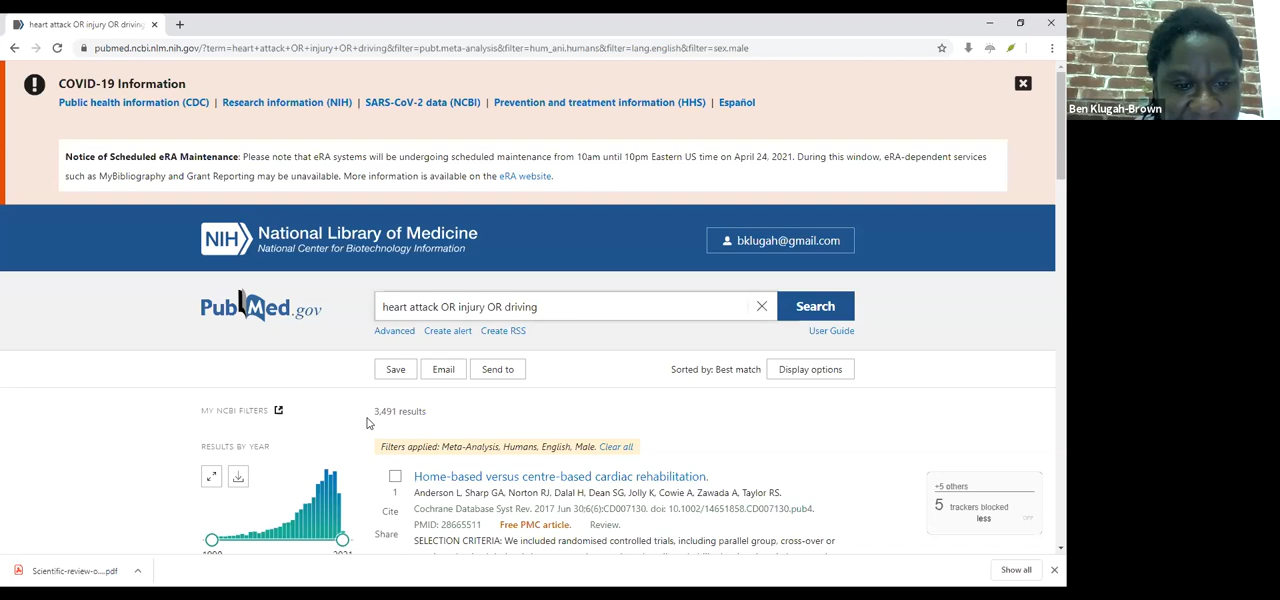 heart attack OR injury OR driving
pubmed.ncbi.nlm.nih.gov/?term=heart+attack+OR+injury+OR+driving&filter=pubt.meta-analysis&filter=hum_ani.humans&filter=lang.english&filter=sex.male
COVID-19 Information
Public health information (CDC) | Research information (NIH) | SARS-CoV-2 data (NCBI) | Prevention and treatment information (HHS) | Español
Ben Klugah-Brown
Notice of Scheduled eRA Maintenance: Please note that eRA systems will be undergoing scheduled maintenance from 10am until 10pm Eastern US time on April 24, 2021. During this window, eRA-dependent services
such as MyBibliography and Grant Reporting may be unavailable. More information is available on the eRA website.
NIH National Library of Medicine
National Center for Biotechnology Information
bklugah@gmail.com
PubMed.gov
heart attack OR injury OR driving
Search
Advanced Create alert Create RSS
User Guide
Save Email Send to
Sorted by: Best match Display options
MY NCBI FILTERS
3,491 results
RESULTS BY YEAR
Filters applied: Meta-Analysis, Humans, English, Male. Clear all
Home-based versus centre-based cardiac rehabilitation.
1 Anderson L, Sharp GA, Norton RJ, Dalal H, Dean SG, Jolly K, Cowie A, Zawada A, Taylor RS.
Cite Cochrane Database Syst Rev. 2017 Jun 30;6(6):CD007130. doi: 10.1002/14651858.CD007130.pub4.
PMID: 28665511 Free PMC article. Review.
Share SELECTION CRITERIA: We included randomised controlled trials, including parallel group, cross-over or
+5 others
5 trackers blocked
less
OFF
Scientific-review-o....pdf
Show all